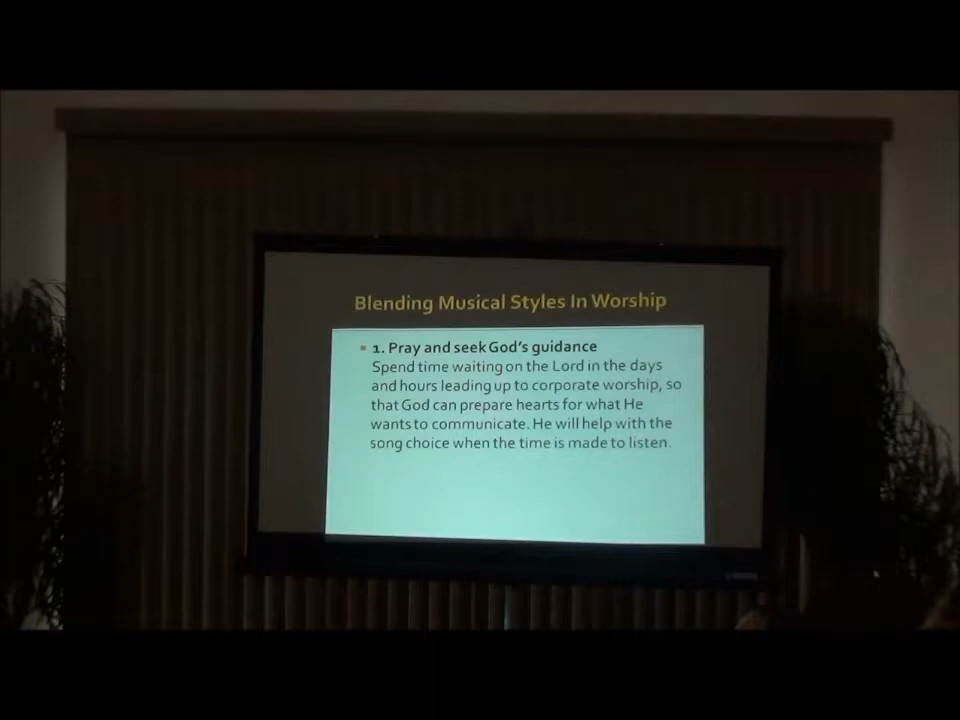 Blending Musical Styles In Worship
1. Pray and seek God's guidance
Spend time waiting on the Lord in the days
and hours leading up to corporate worship, so
that God can prepare hearts for what He
wants to communicate. He will help with the
song choice when the time is made to listen.